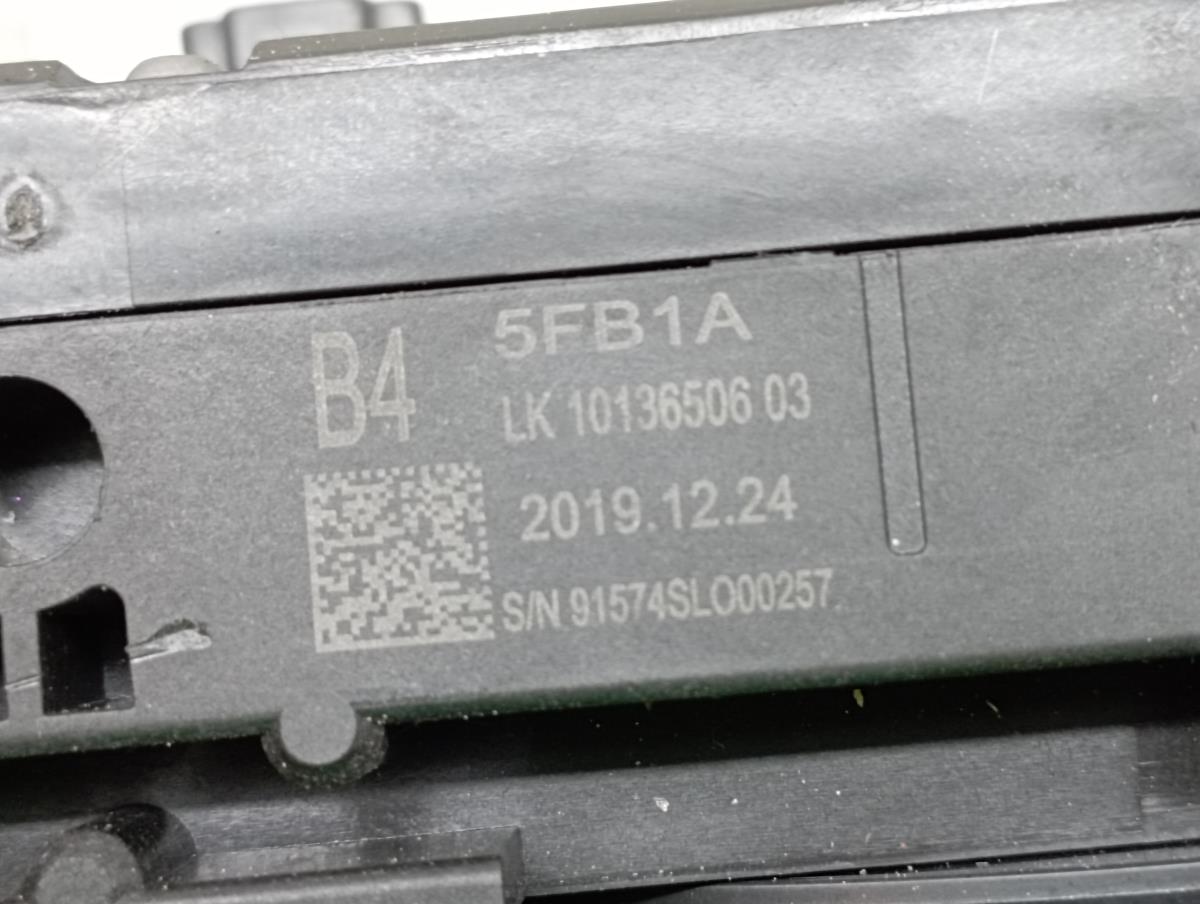 B4
5FB1A
LK 10136506 03
2019.12.24
S/N 91574SLO00257